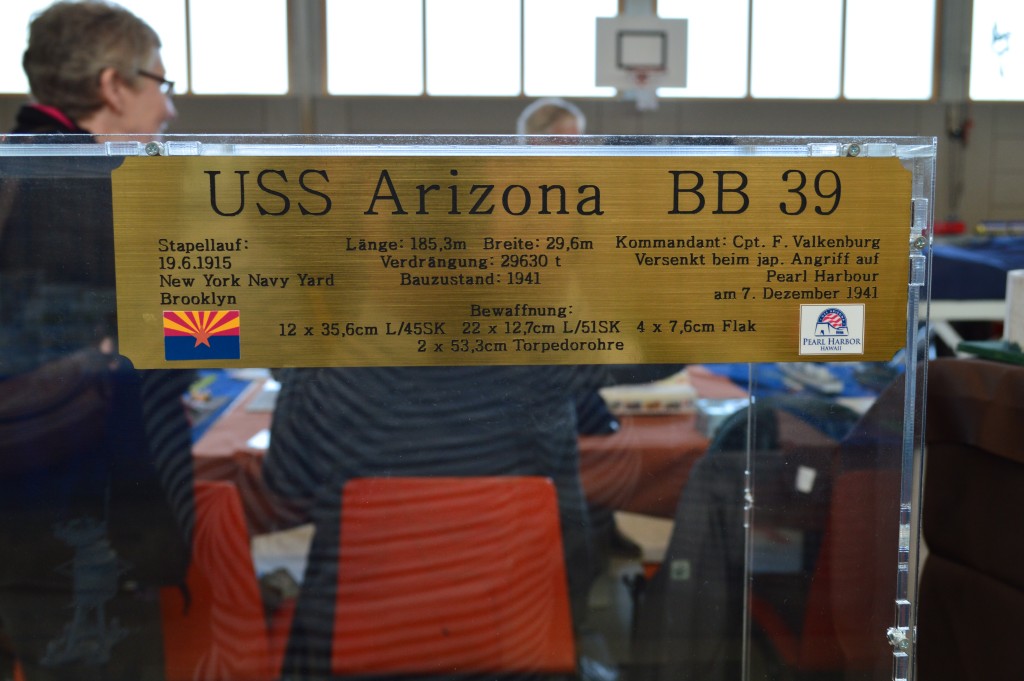 USS Arizona BB 39
Stapellauf:
19.6.1915
New York Navy Yard
Brooklyn
Länge: 185,3m Breite: 29,6m
Verdrängung: 29630 t
Bauzustand: 1941
Kommandant: Cpt. F. Valkenburg
Versenkt beim jap. Angriff auf
Pearl Harbour
am 7. Dezember 1941
Bewaffnung:
12 x 35,6cm L/45SK 22 x 12,7cm L/51SK 4 x 7,6cm Flak
2 x 53,3cm Torpedorohre
PEARL HARBOR
HAWAII